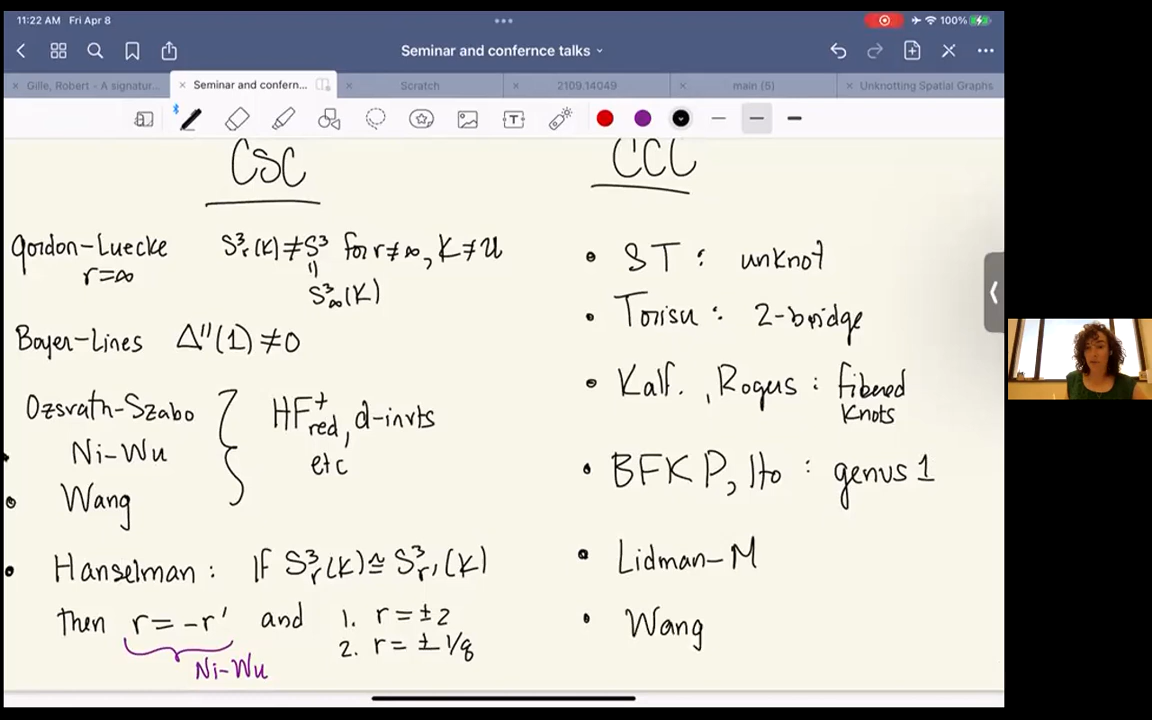 11:22 AM Fri Apr 8
100%
Seminar and confernce talks
Gille, Robert - A signatur...
Seminar and confern...
Scratch
2109.14049
main (5)
Unknotting Spatial Graphs
CSC
Gordon-Luecke
r=∞
S³ᵣ(K)≠S³ for r≠∞, K≠U
=
S³∞(K)
Boyer-Lines Δ''(1)≠0
Ozsrath-Szabo
Ni-Wu
• Wang
HF⁺red, d-invts
etc
• Hanselman: If S³ᵣ(K)≅S³ᵣ'(K)
then r=-r' and 1. r=±2
2. r=±1/q
Ni-Wu
CCC
• ST: unknot
• Torisu: 2-bridge
• Kalf., Rogers: fibered
knots
• BFKP, Ito: genus 1
• Lidman-M
• Wang